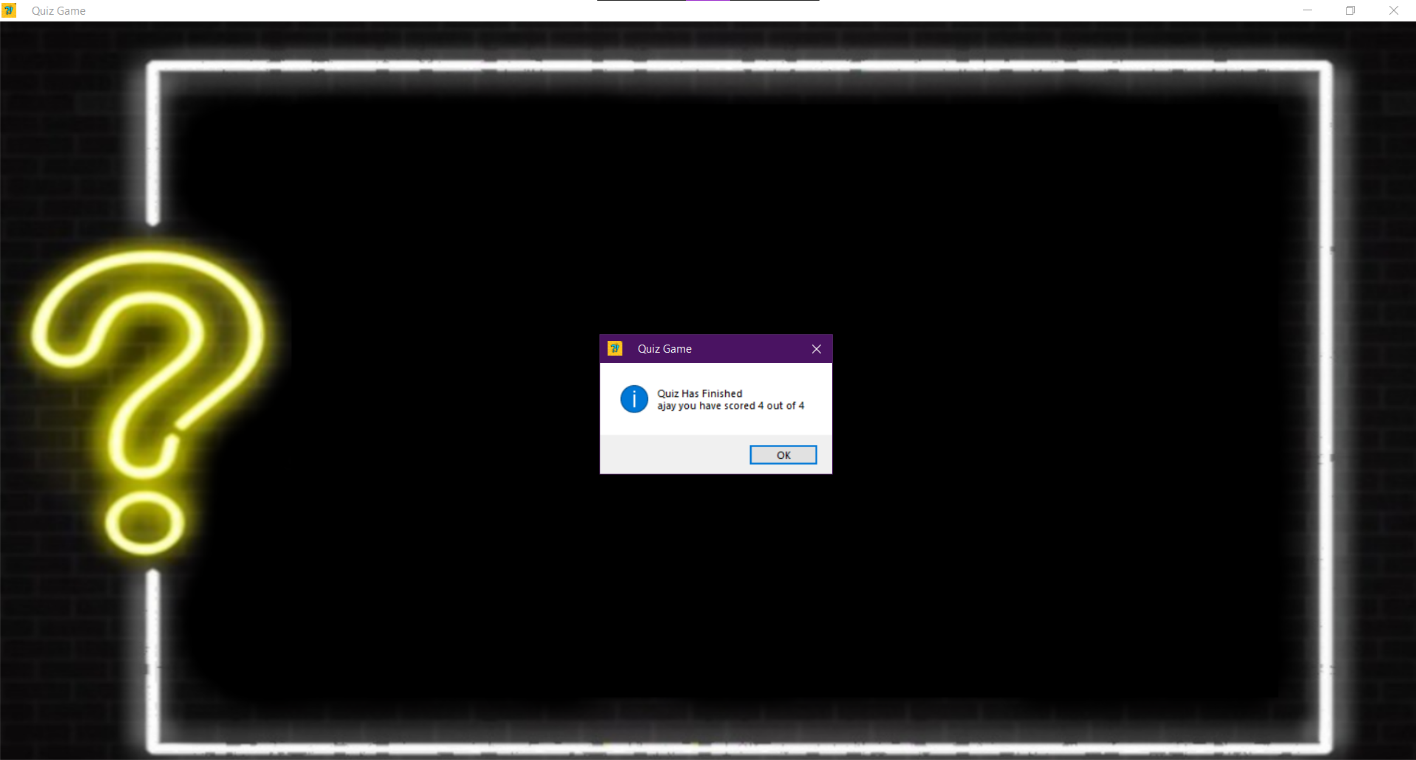 Quiz Game
Quiz Game
Quiz Has Finished
ajay you have scored 4 out of 4
OK